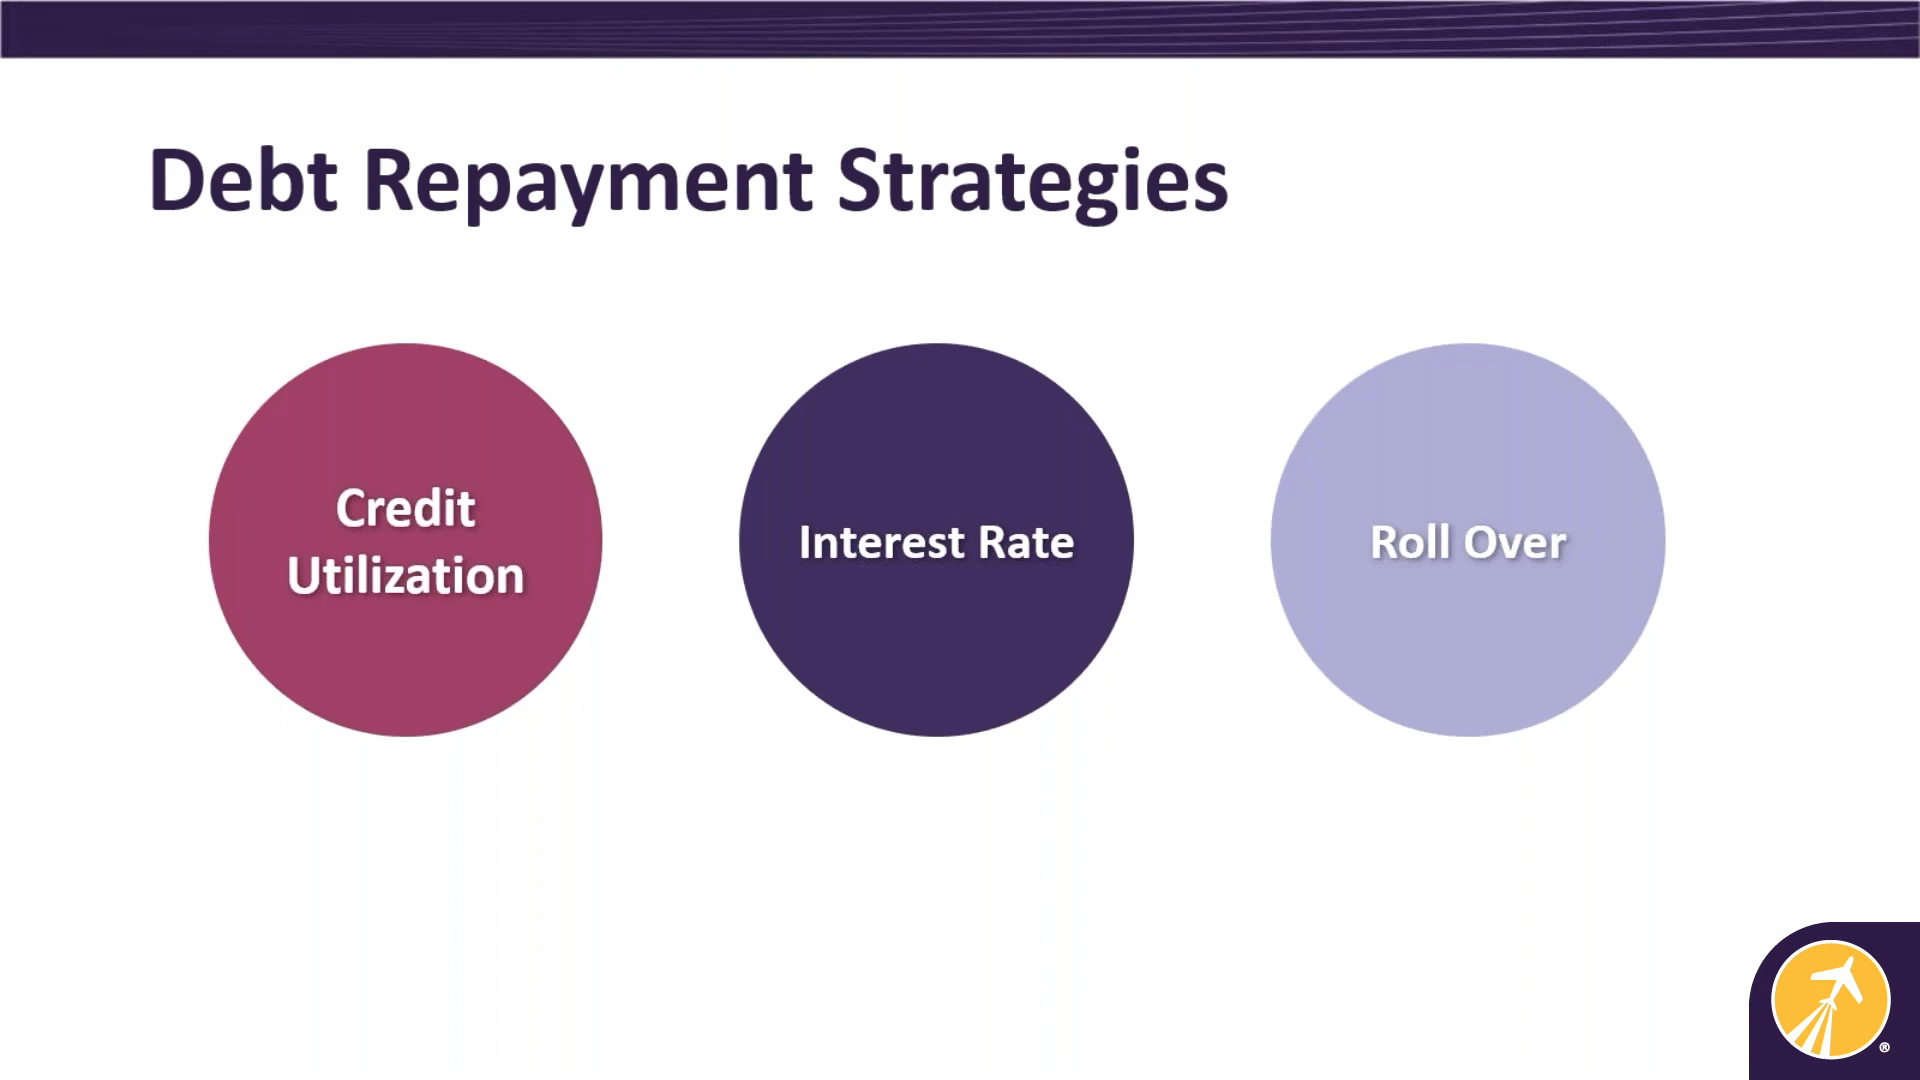 Debt Repayment Strategies
Credit
Utilization
Interest Rate
Roll Over
®